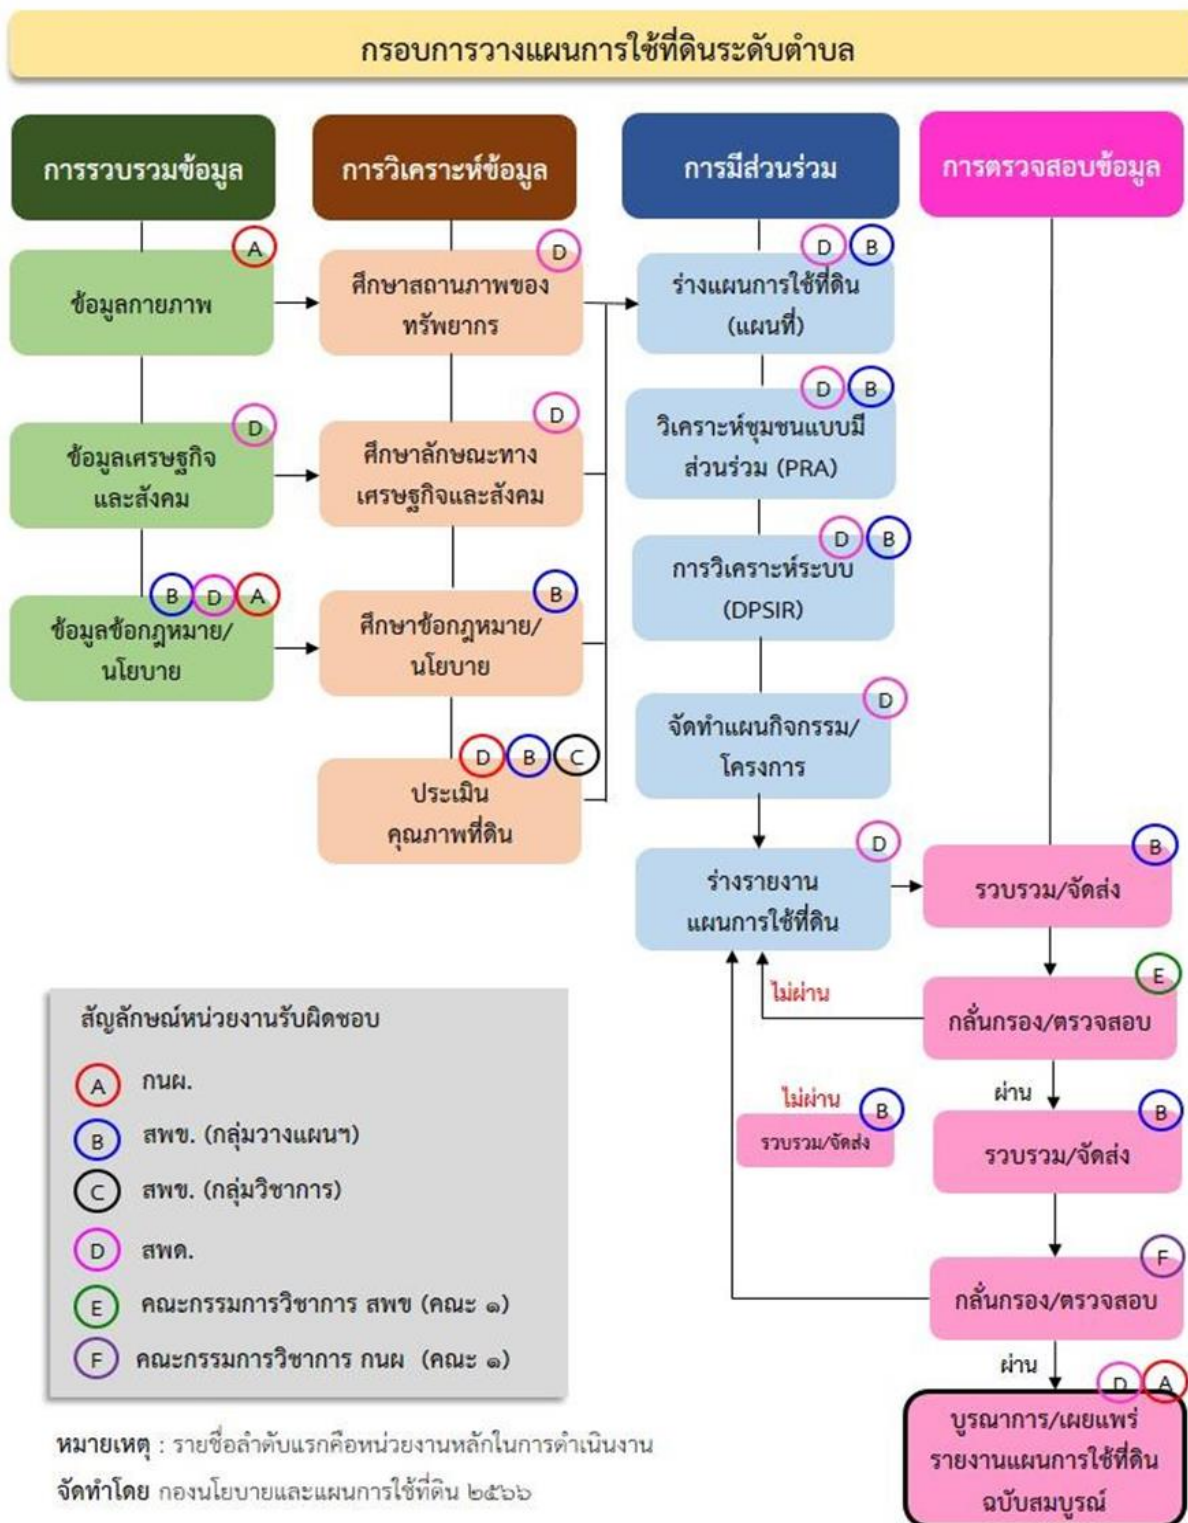 กรอบการวางแผนการใช้ที่ดินระดับตำบล
การรวบรวมข้อมูล
การวิเคราะห์ข้อมูล
การมีส่วนร่วม
การตรวจสอบข้อมูล
A
ข้อมูลกายภาพ
D
ข้อมูลเศรษฐกิจ
และสังคม
B D A
ข้อมูลข้อกฎหมาย/
นโยบาย
D
ศึกษาสถานภาพของ
ทรัพยากร
D
ศึกษาลักษณะทาง
เศรษฐกิจและสังคม
B
ศึกษาข้อกฎหมาย/
นโยบาย
D B C
ประเมิน
คุณภาพที่ดิน
D B
ร่างแผนการใช้ที่ดิน
(แผนที่)
D B
วิเคราะห์ชุมชนแบบมี
ส่วนร่วม (PRA)
D B
การวิเคราะห์ระบบ
(DPSIR)
D
จัดทำแผนกิจกรรม/
โครงการ
D
ร่างรายงาน
แผนการใช้ที่ดิน
B
รวบรวม/จัดส่ง
E
กลั่นกรอง/ตรวจสอบ
ไม่ผ่าน
ผ่าน
B
รวบรวม/จัดส่ง
ไม่ผ่าน
B
รวบรวม/จัดส่ง
F
กลั่นกรอง/ตรวจสอบ
ผ่าน
D A
บูรณาการ/เผยแพร่
รายงานแผนการใช้ที่ดิน
ฉบับสมบูรณ์
สัญลักษณ์หน่วยงานรับผิดชอบ
A กนผ.
B สพข. (กลุ่มวางแผนฯ)
C สพข. (กลุ่มวิชาการ)
D สพด.
E คณะกรรมการวิชาการ สพข (คณะ ๑)
F คณะกรรมการวิชาการ กนผ (คณะ ๑)
หมายเหตุ : รายชื่อลำดับแรกคือหน่วยงานหลักในการดำเนินงาน
จัดทำโดย กองนโยบายและแผนการใช้ที่ดิน ๒๕๖๖